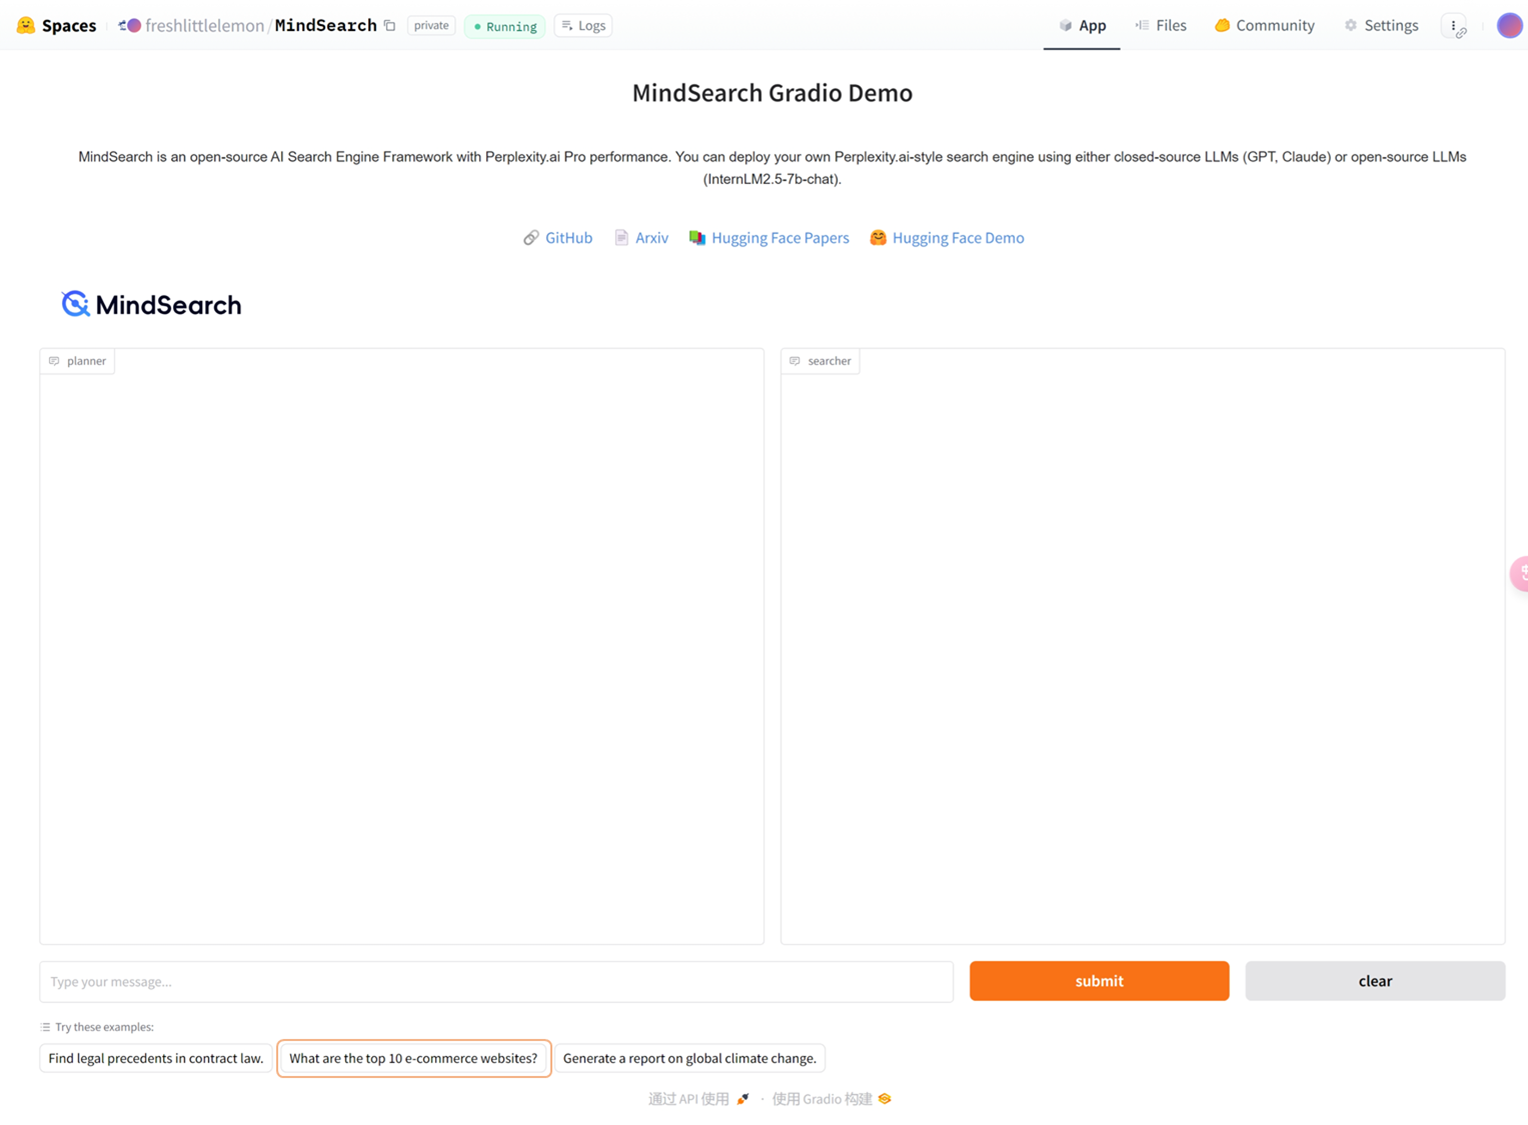 Spaces freshlittlelemon/MindSearch private Running Logs App Files Community Settings
MindSearch Gradio Demo
MindSearch is an open-source AI Search Engine Framework with Perplexity.ai Pro performance. You can deploy your own Perplexity.ai-style search engine using either closed-source LLMs (GPT, Claude) or open-source LLMs
(InternLM2.5-7b-chat).
GitHub Arxiv Hugging Face Papers Hugging Face Demo
MindSearch
planner searcher
Type your message... submit clear
Try these examples:
Find legal precedents in contract law. What are the top 10 e-commerce websites? Generate a report on global climate change.
通过 API 使用 · 使用 Gradio 构建